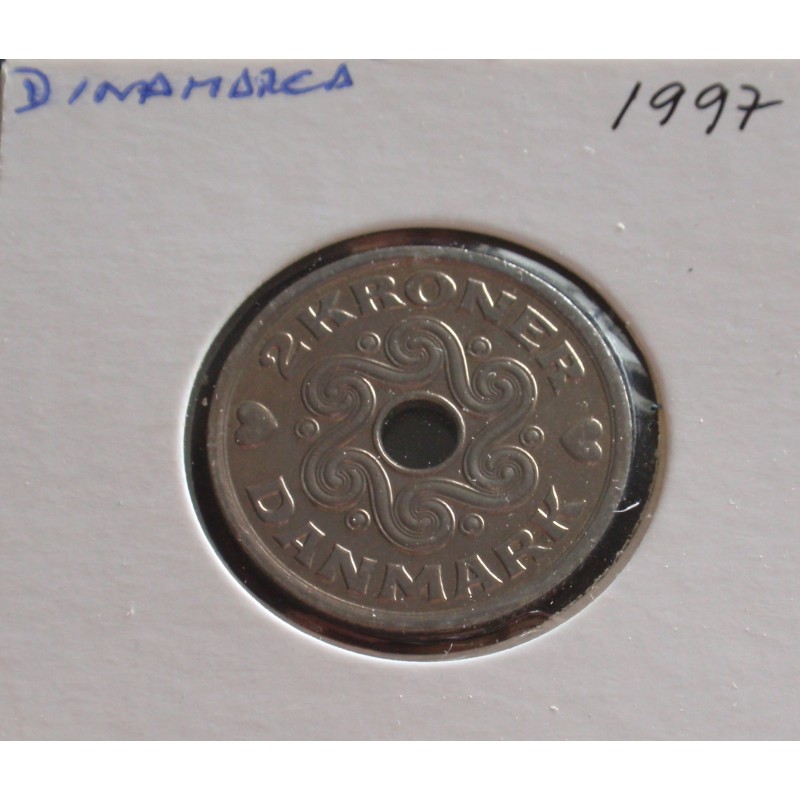 DINAMARCA
1997
2 KRONER
DANMARK